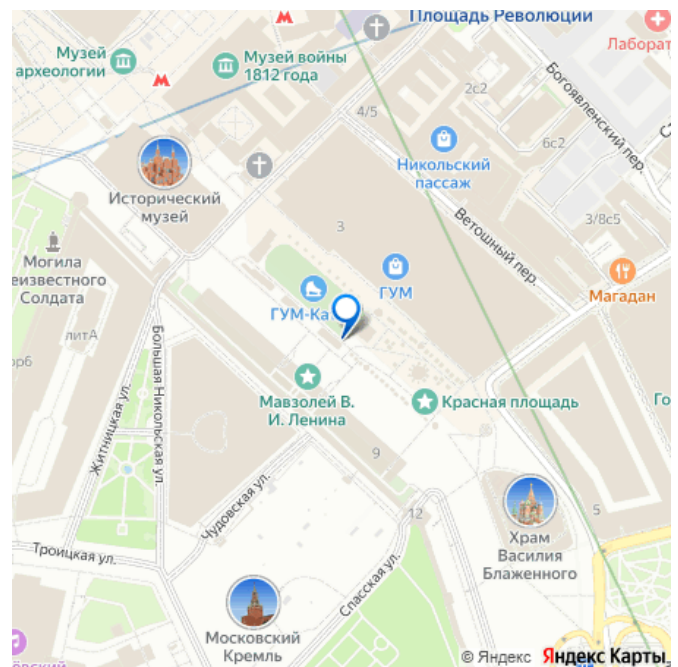 Площадь Революции
Музей
археологии
Музей войны
1812 года
Лаборат
Богоявленский пер.
2с2
4/5
6с2
Никольский
пассаж
Исторический
музей
3
Ветошный пер.
3/8с5
Могила
еизвестного
Солдата
ГУМ
Магадан
ГУМ-Ка
литА
орб
Большая Никольская ул.
Житницкая ул.
Мавзолей В.
И. Ленина
Красная площадь
Го
9
Чудовская ул.
12
5
Храм
Василия
Блаженного
Троицкая ул.
Спасская ул.
Московский
Кремль
ЁВСКИЙ
© Яндекс Яндекс Карты